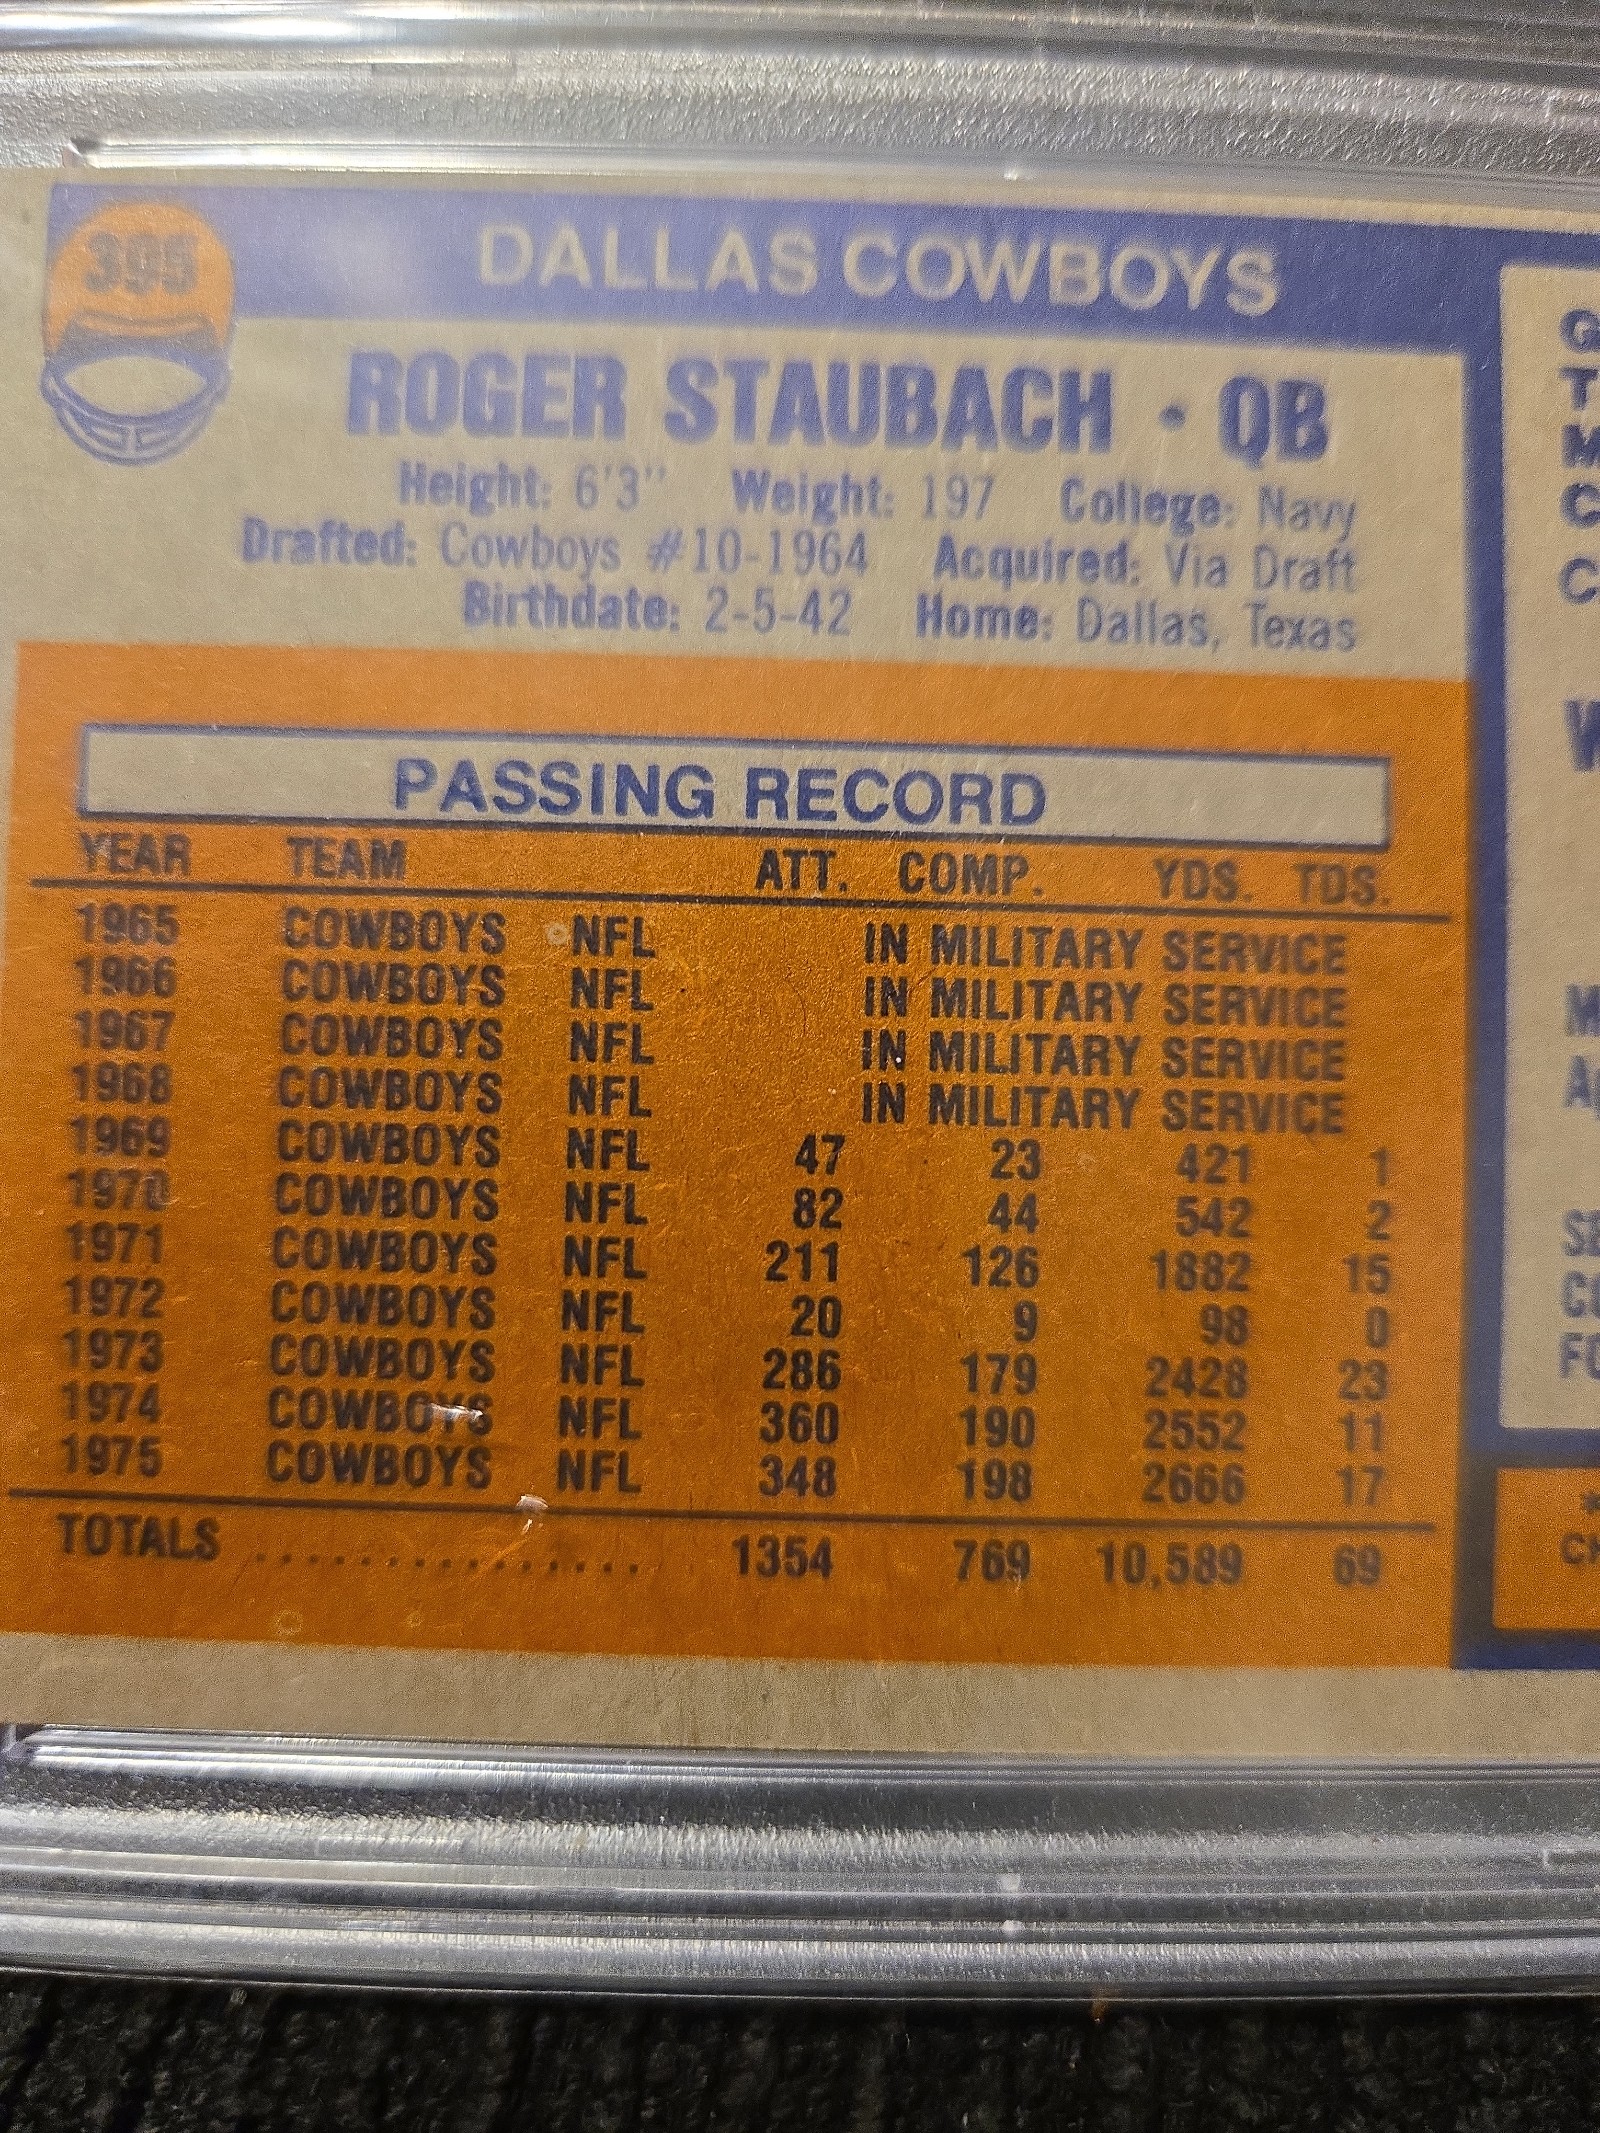 395
DALLAS COWBOYS
ROGER STAUBACH • QB
Height: 6'3" Weight: 197 College: Navy
Drafted: Cowboys #10-1964 Acquired: Via Draft
Birthdate: 2-5-42 Home: Dallas, Texas
PASSING RECORD
YEAR TEAM ATT. COMP. YDS. TDS.
1965 COWBOYS NFL IN MILITARY SERVICE
1966 COWBOYS NFL IN MILITARY SERVICE
1967 COWBOYS NFL IN MILITARY SERVICE
1968 COWBOYS NFL IN MILITARY SERVICE
1969 COWBOYS NFL 47 23 421 1
1970 COWBOYS NFL 82 44 542 2
1971 COWBOYS NFL 211 126 1882 15
1972 COWBOYS NFL 20 9 98 0
1973 COWBOYS NFL 286 179 2428 23
1974 COWBOYS NFL 360 190 2552 11
1975 COWBOYS NFL 348 198 2666 17
TOTALS ................ 1354 769 10,589 69